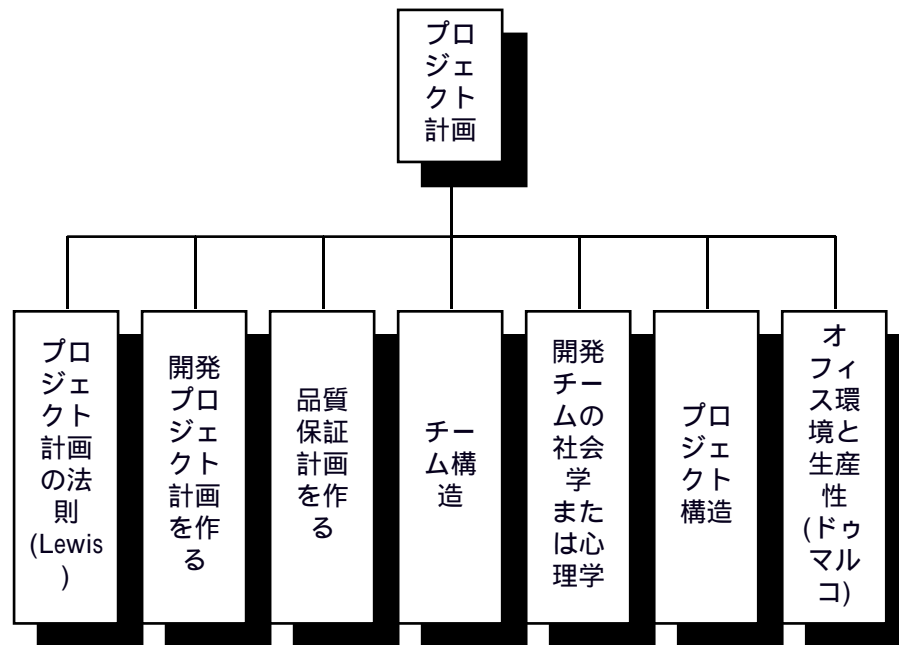 プロ
ジェ
クト
計画
プロ
ジェ
クト
計画
の法
則
(Lewis
)
開発
プロ
ジェ
クト
計画
を作
る
品質
保証
計画
を作
る
チー
ム構
造
開発
チー
ムの
社会
学
また
は心
理学
プロ
ジェ
クト
構造
オ
フィ
ス環
境と
生産
性
(ドゥ
マル
コ)